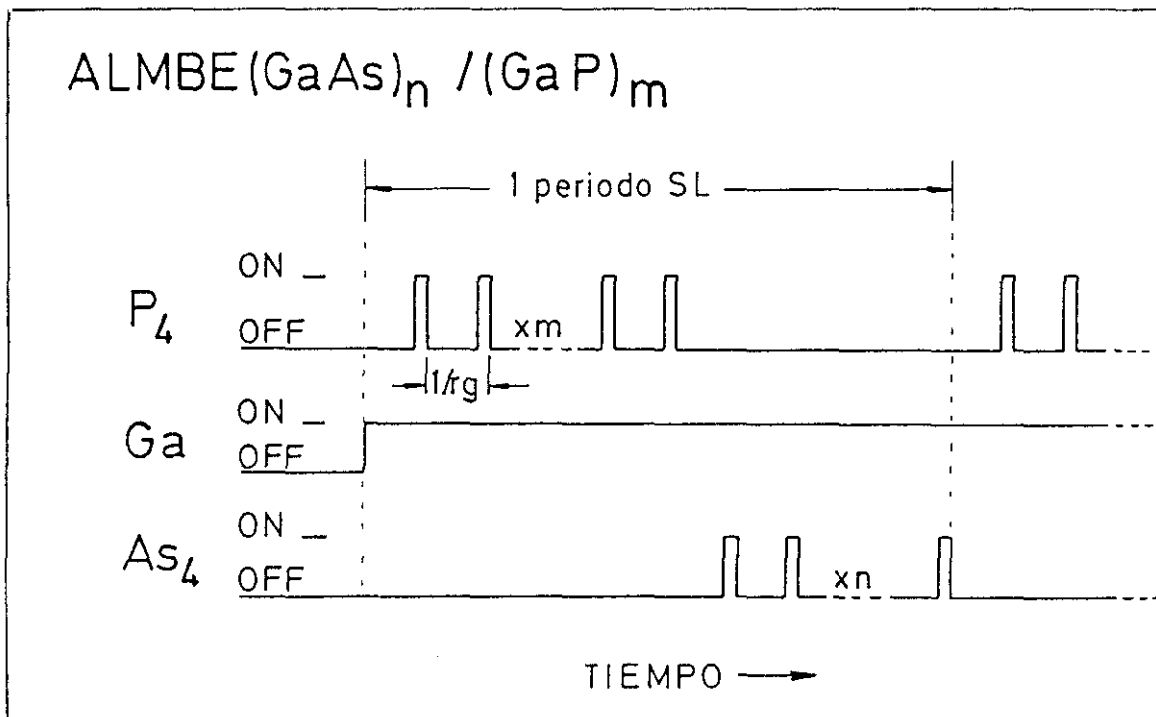 ALMBE(GaAs)n /(GaP)m
1 periodo SL
ON
P4
OFF
xm
1/rg
ON
Ga
OFF
ON
As4
OFF
xn
TIEMPO